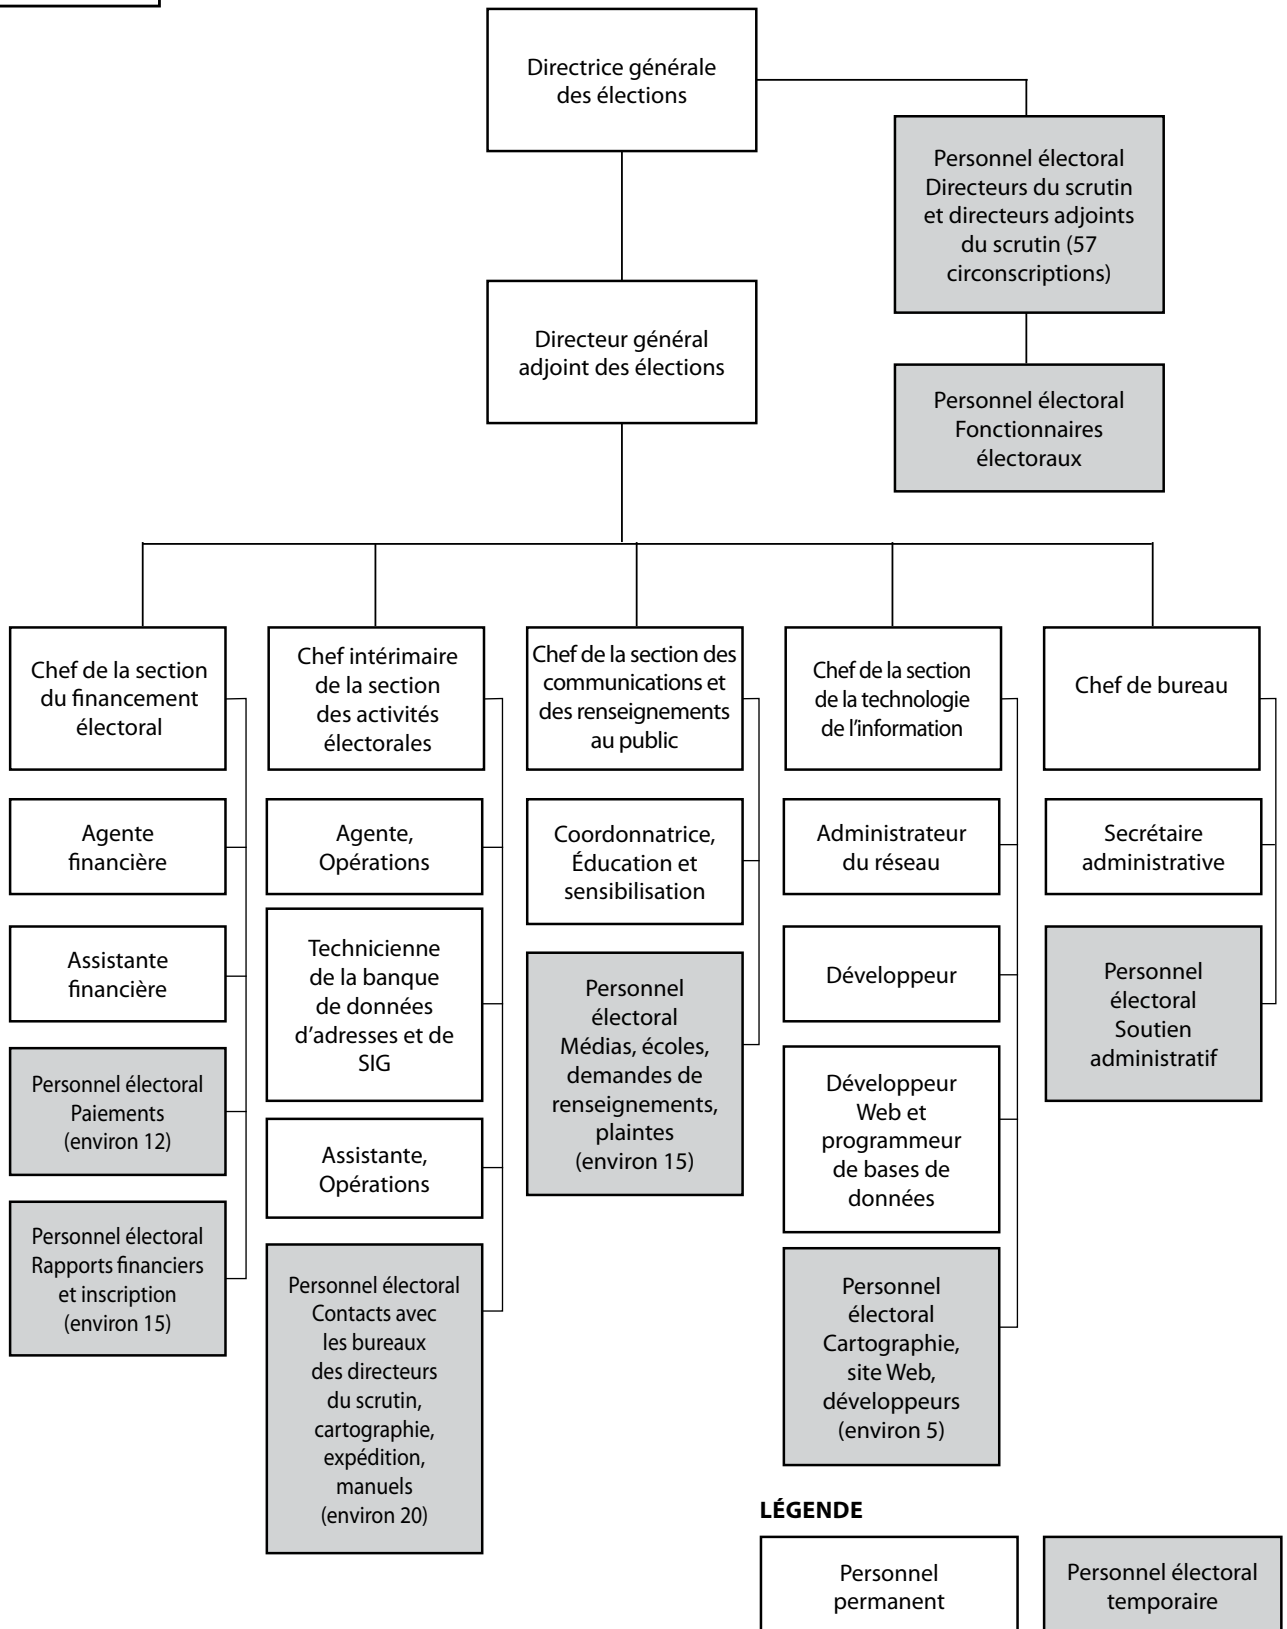 Directrice générale
des élections
Personnel électoral
Directeurs du scrutin
et directeurs adjoints
du scrutin (57
circonscriptions)
Directeur général
adjoint des élections
Personnel électoral
Fonctionnaires
électoraux
Chef de la section
du financement
électoral
Agente
financière
Assistante
financière
Personnel électoral
Paiements
(environ 12)
Personnel électoral
Rapports financiers
et inscription
(environ 15)
Chef intérimaire
de la section
des activités
électorales
Agente,
Opérations
Technicienne
de la banque
de données
d'adresses et de
SIG
Assistante,
Opérations
Personnel électoral
Contacts avec
les bureaux
des directeurs
du scrutin,
cartographie,
expédition,
manuels
(environ 20)
Chef de la section des
communications et
des renseignements
au public
Coordonnatrice,
Éducation et
sensibilisation
Personnel
électoral
Médias, écoles,
demandes de
renseignements,
plaintes
(environ 15)
Chef de la section
de la technologie
de l'information
Administrateur
du réseau
Développeur
Développeur
Web et
programmeur
de bases de
données
Personnel
électoral
Cartographie,
site Web,
développeurs
(environ 5)
Chef de bureau
Secrétaire
administrative
Personnel
électoral
Soutien
administratif
LÉGENDE
Personnel
permanent
Personnel électoral
temporaire